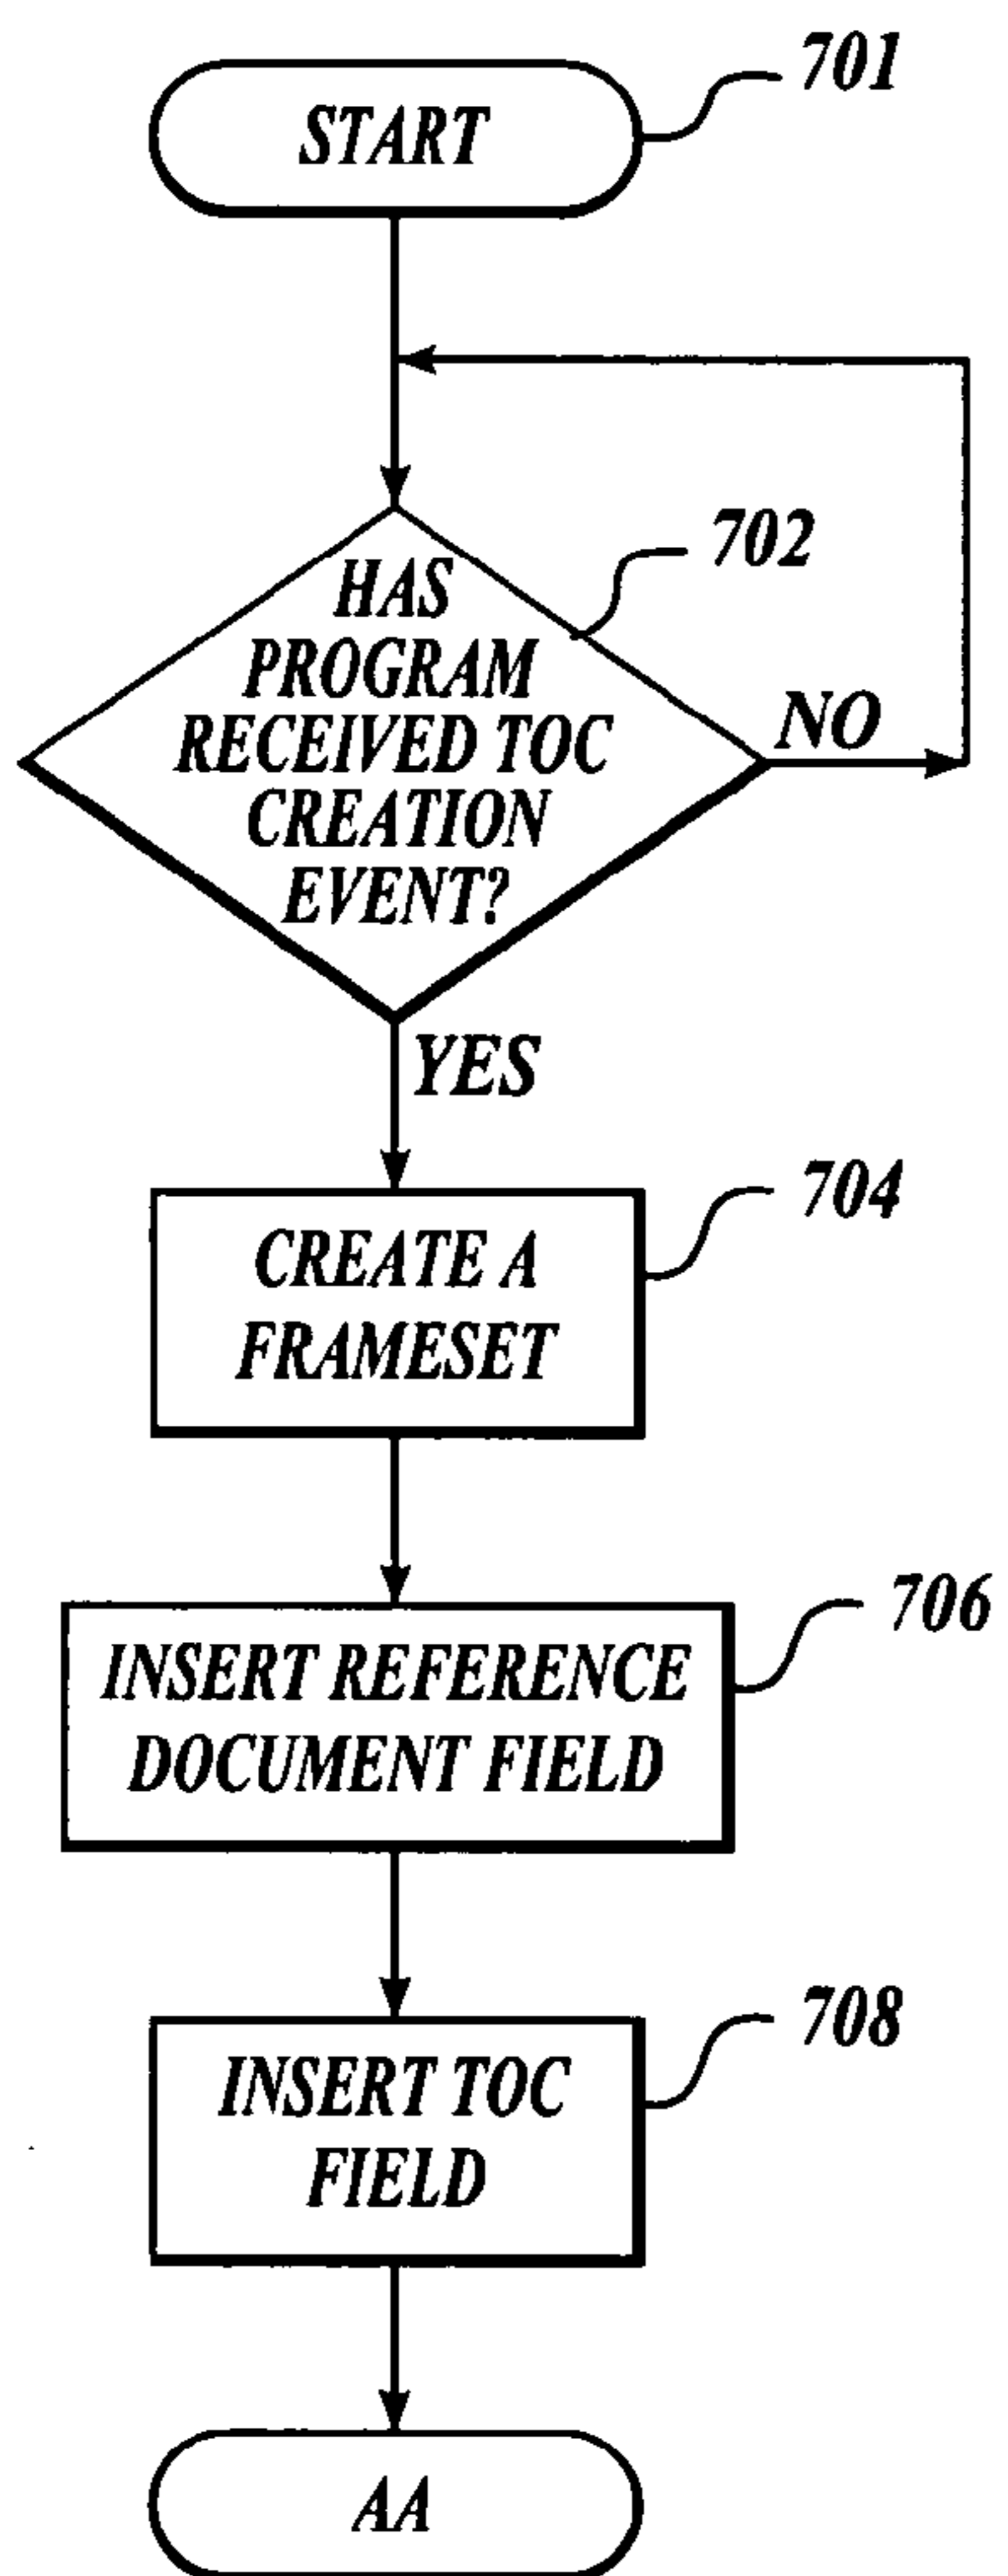 701
START
702
HAS
PROGRAM
RECEIVED TOC
CREATION
EVENT?
NO
YES
704
CREATE A
FRAMESET
706
INSERT REFERENCE
DOCUMENT FIELD
708
INSERT TOC
FIELD
AA